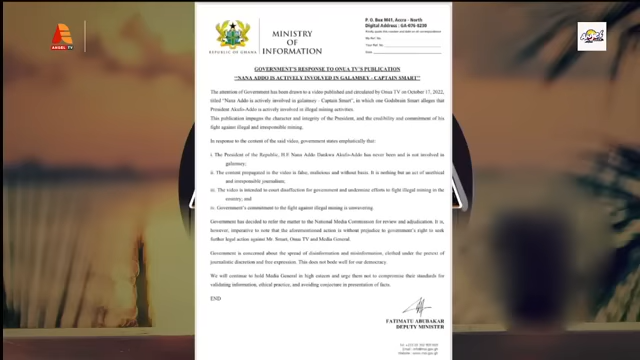 ANGEL TV
REPUBLIC OF GHANA
MINISTRY
OF
INFORMATION
P. O. Box M41, Accra - North
Digital Address : GA-076-6239
GOVERNMENT'S RESPONSE TO ONUA TV'S PUBLICATION
"NANA ADDO IS ACTIVELY INVOLVED IN GALAMSEY - CAPTAIN SMART"
The attention of Government has been drawn to a video published and circulated by Onua TV on October 17, 2022,
titled "Nana Addo is actively involved in galamsey - Captain Smart", in which one Goddwain Smart alleges that
President Akufo-Addo is actively involved in illegal mining activities.
This publication impugns the character and integrity of the President, and the credibility and commitment of his
fight against illegal and irresponsible mining.
In response to the content of the said video, government states emphatically that:
i. The President of the Republic, H.E. Nana Addo Dankwa Akufo-Addo has never been and is not involved in
galamsey;
ii. The content propagated in the video is false, malicious and without basis. It is nothing but an act of unethical
and irresponsible journalism;
iii. The video is intended to court disaffection for government and undermine efforts to fight illegal mining in the
country, and
iv. Government's commitment to the fight against illegal mining is unwavering.
Government has decided to refer the matter to the National Media Commission for review and adjudication. It is,
however, imperative to note that the aforementioned action is without prejudice to government's right to seek
further legal action against Mr. Smart, Onua TV and Media General.
Government is concerned about the spread of disinformation and misinformation, clothed under the pretext of
journalistic discretion and free expression. This does not bode well for our democracy.
We will continue to hold Media General in high esteem and urge them not to compromise their standards for
validating information, ethical practice, and avoiding conjecture in presentation of facts.
END
FATIMATU ABUBAKAR
DEPUTY MINISTER